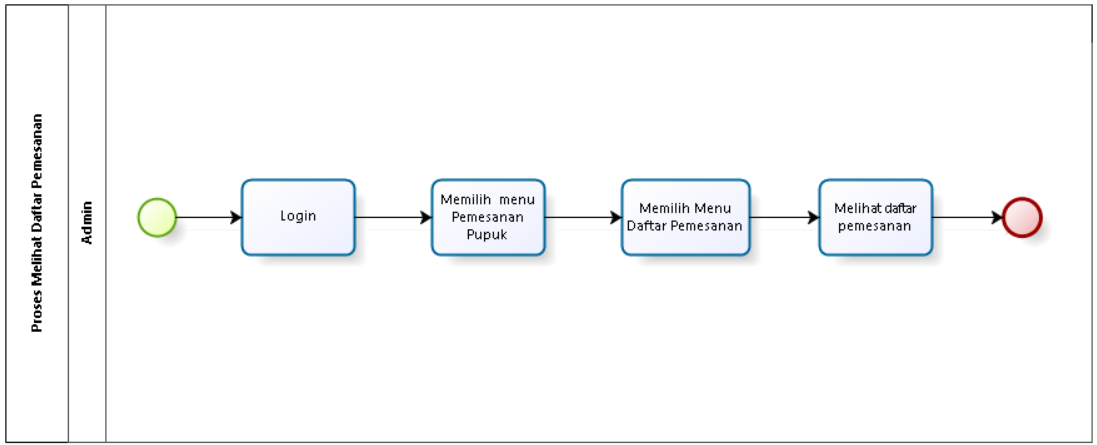 Proses Melihat Daftar Pemesanan
Admin
Login
Memilih menu
Pemesanan
Pupuk
Memilih Menu
Daftar Pemesanan
Melihat daftar
pemesanan